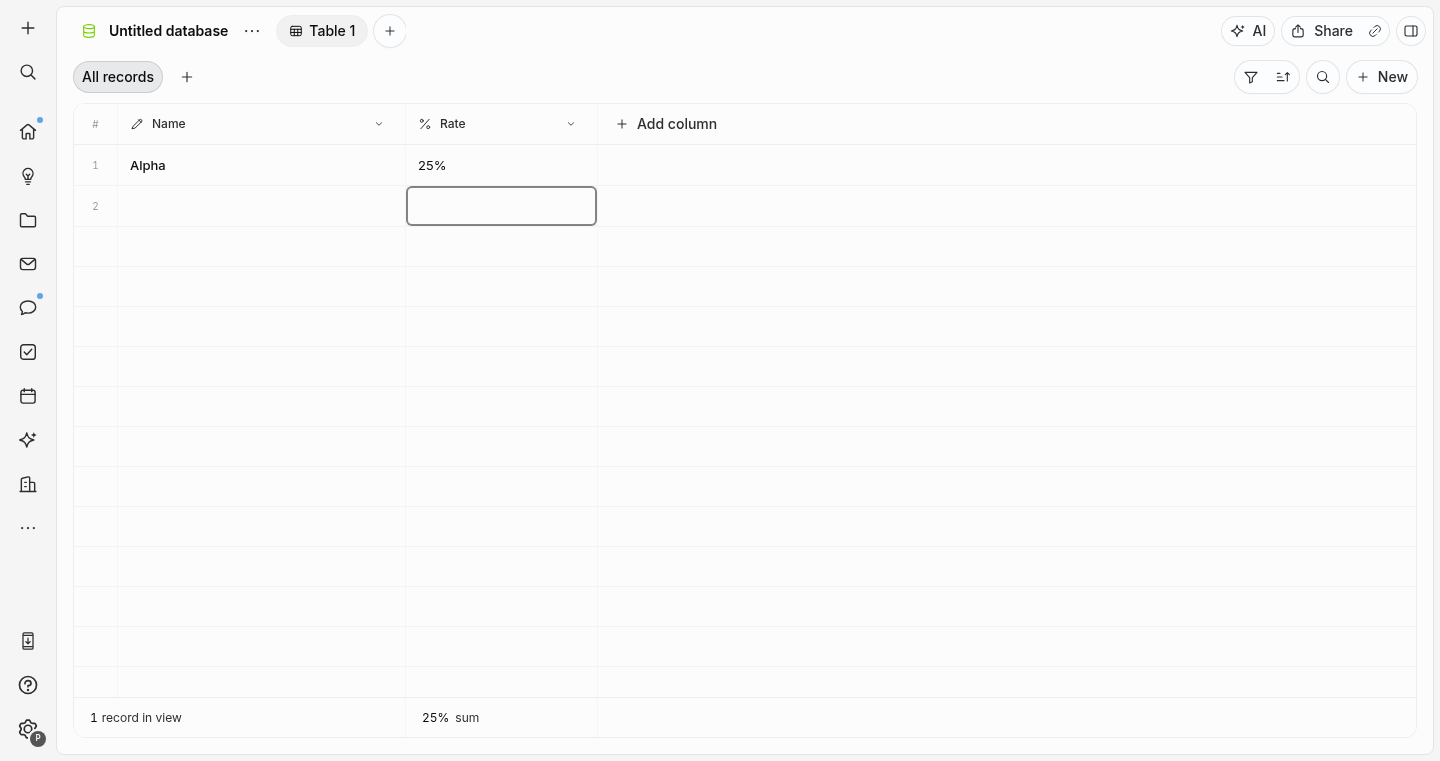 Untitled database
Table 1
AI
Share
All records
New
# Name Rate Add column
1 Alpha 25%
2
1 record in view 25% sum
P